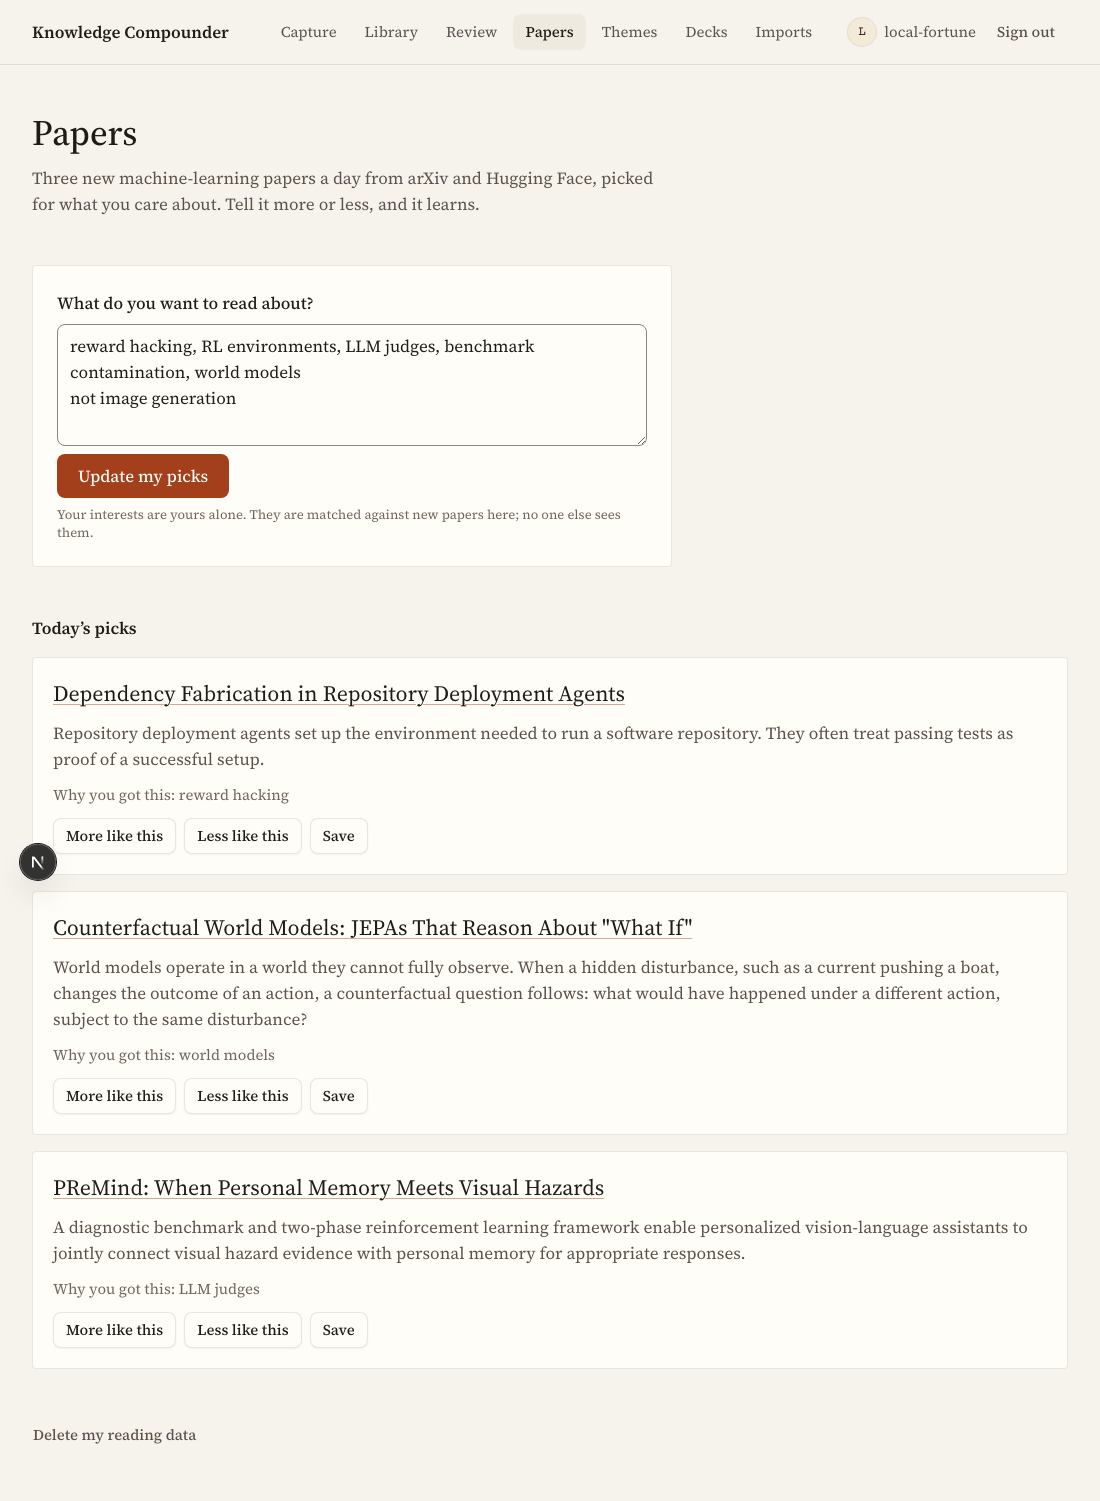 Knowledge Compounder
Capture
Library
Review
Papers
Themes
Decks
Imports
L
local-fortune
Sign out
Papers
Three new machine-learning papers a day from arXiv and Hugging Face, picked
for what you care about. Tell it more or less, and it learns.
What do you want to read about?
reward hacking, RL environments, LLM judges, benchmark
contamination, world models
not image generation
Update my picks
Your interests are yours alone. They are matched against new papers here; no one else sees
them.
Today’s picks
Dependency Fabrication in Repository Deployment Agents
Repository deployment agents set up the environment needed to run a software repository. They often treat passing tests as
proof of a successful setup.
Why you got this: reward hacking
More like this
Less like this
Save
N
Counterfactual World Models: JEPAs That Reason About "What If"
World models operate in a world they cannot fully observe. When a hidden disturbance, such as a current pushing a boat,
changes the outcome of an action, a counterfactual question follows: what would have happened under a different action,
subject to the same disturbance?
Why you got this: world models
More like this
Less like this
Save
PReMind: When Personal Memory Meets Visual Hazards
A diagnostic benchmark and two-phase reinforcement learning framework enable personalized vision-language assistants to
jointly connect visual hazard evidence with personal memory for appropriate responses.
Why you got this: LLM judges
More like this
Less like this
Save
Delete my reading data